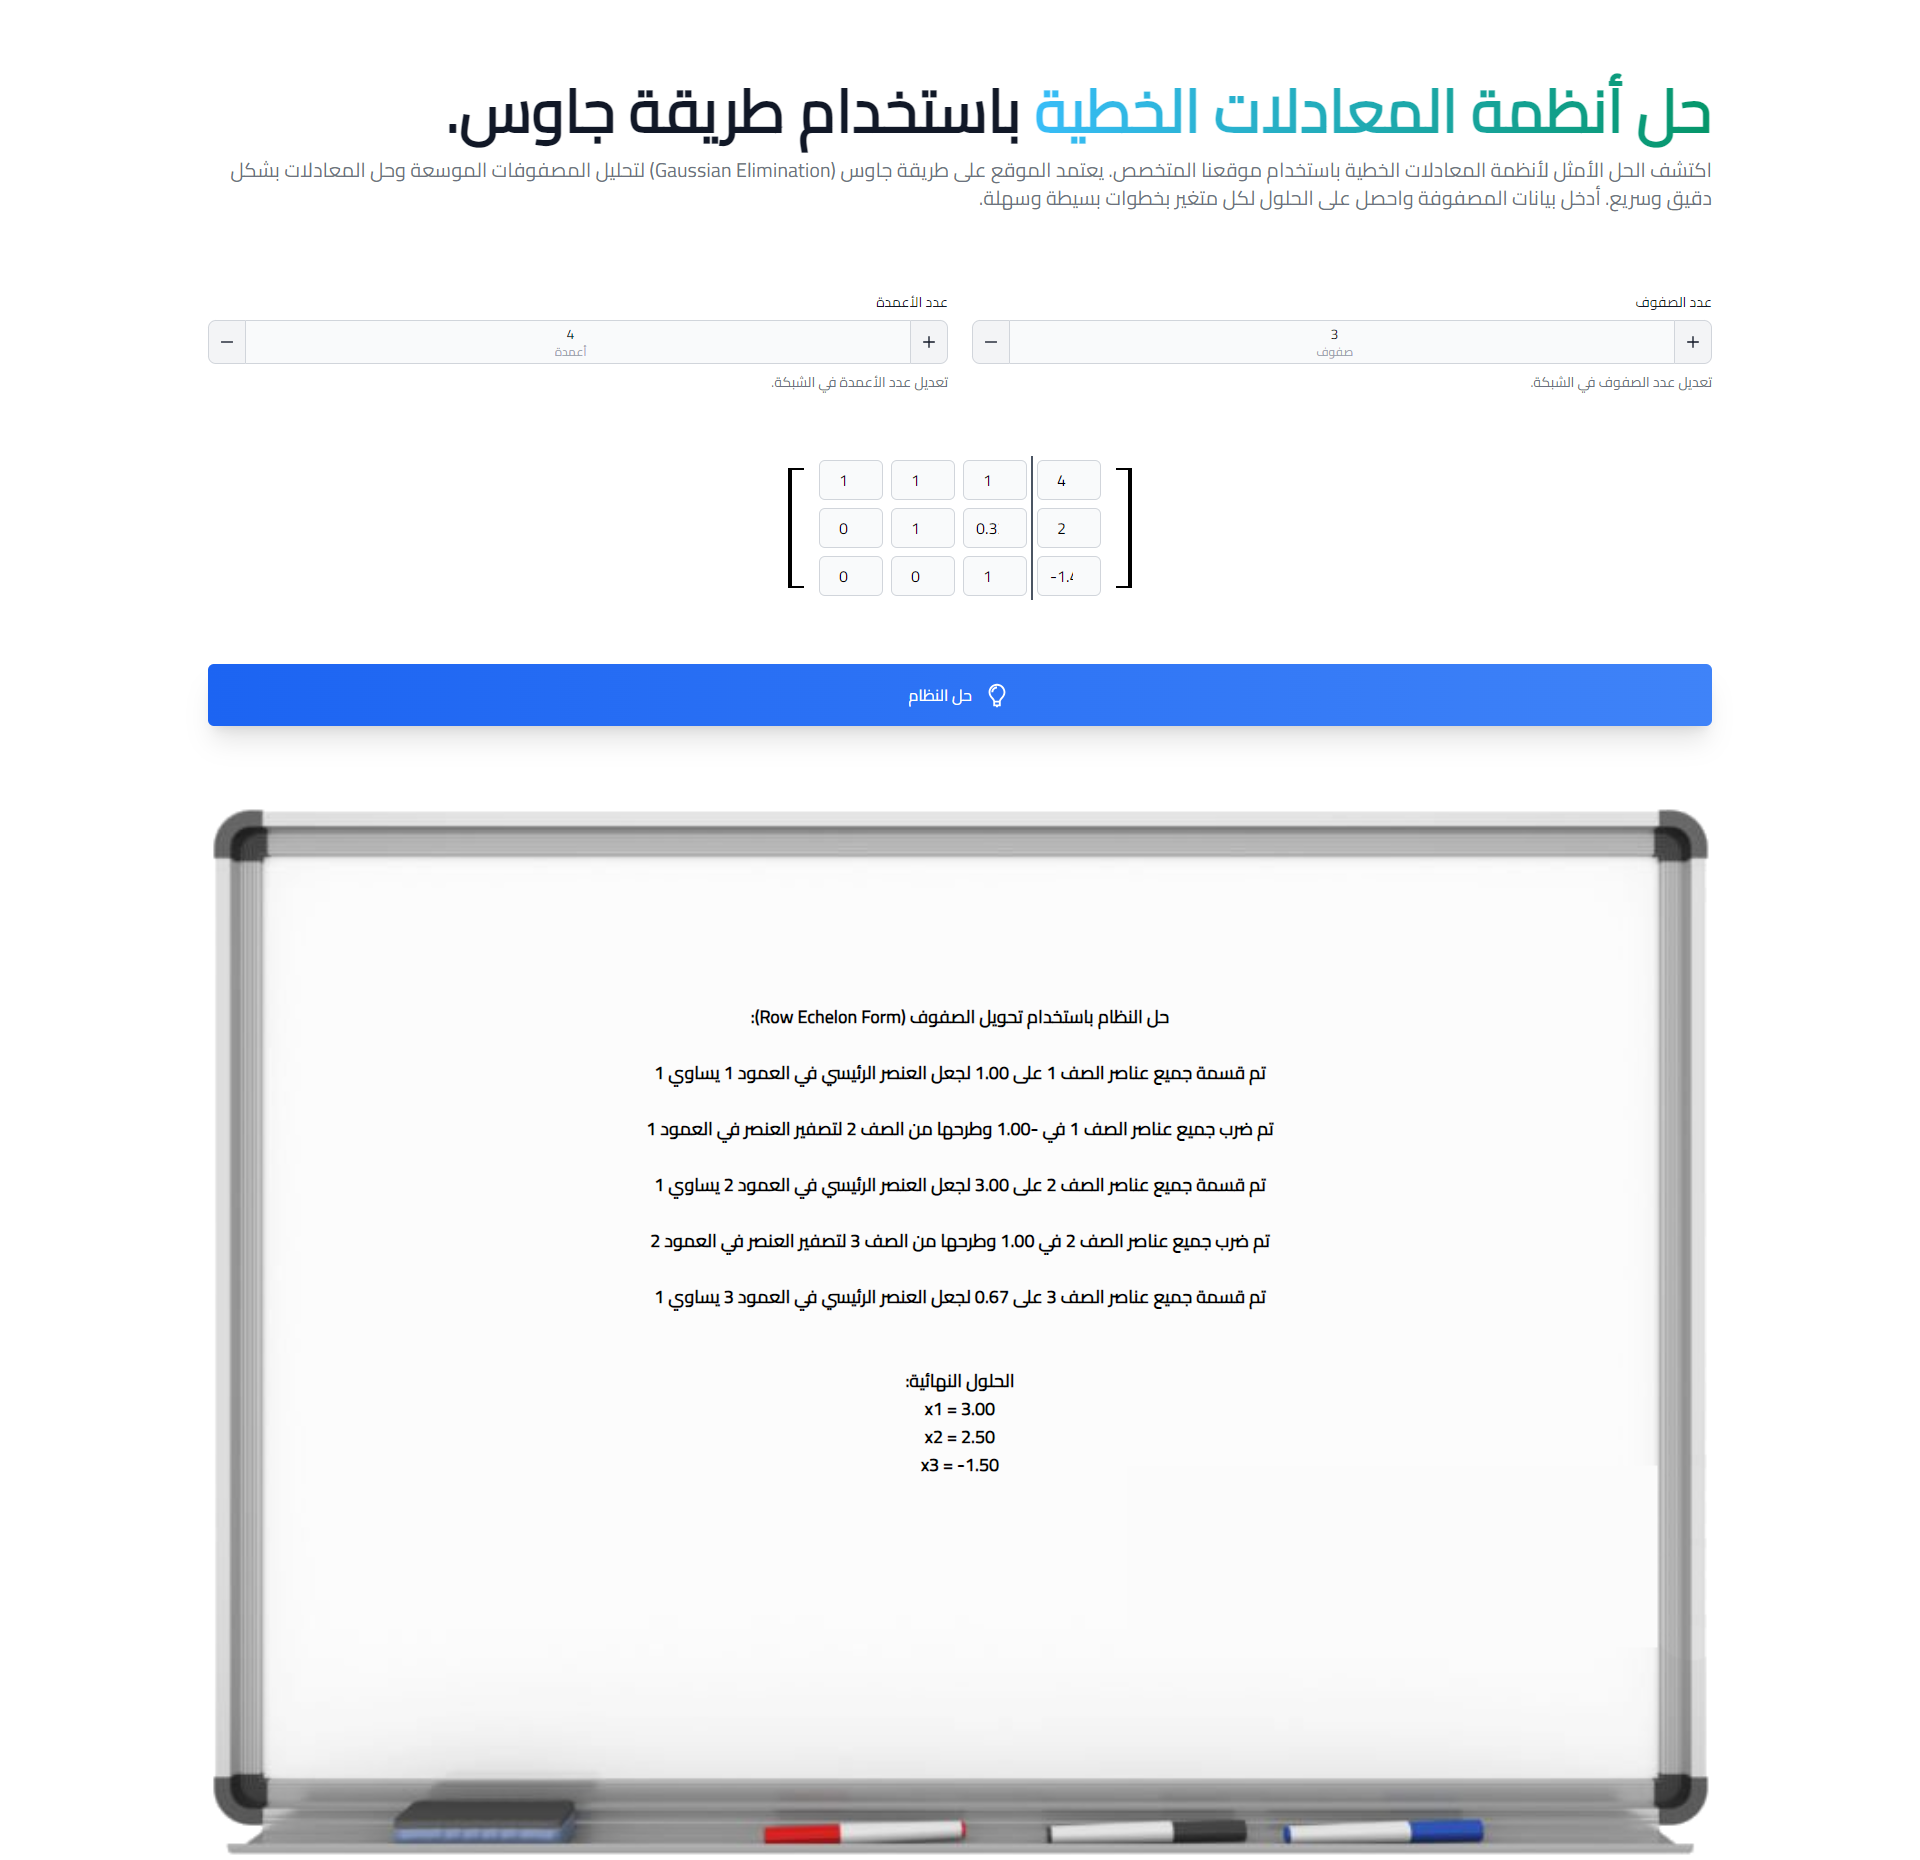 حل أنظمة المعادلات الخطية باستخدام طريقة جاوس.
اكتشف الحل الأمثل لأنظمة المعادلات الخطية باستخدام موقعنا المتخصص. يعتمد الموقع على طريقة جاوس (Gaussian Elimination) لتحليل المصفوفات الموسعة وحل المعادلات بشكل
دقيق وسريع. أدخل بيانات المصفوفة واحصل على الحلول لكل متغير بخطوات بسيطة وسهلة.
عدد الصفوف
3
صفوف
تعديل عدد الصفوف في الشبكة.
عدد الأعمدة
4
أعمدة
تعديل عدد الأعمدة في الشبكة.
1 1 1 4
0 1 0.3 2
0 0 1 -1.4
حل النظام
حل النظام باستخدام تحويل الصفوف (Row Echelon Form):
تم قسمة جميع عناصر الصف 1 على 1.00 لجعل العنصر الرئيسي في العمود 1 يساوي 1
تم ضرب جميع عناصر الصف 1 في -1.00 وطرحها من الصف 2 لتصفير العنصر في العمود 1
تم قسمة جميع عناصر الصف 2 على 3.00 لجعل العنصر الرئيسي في العمود 2 يساوي 1
تم ضرب جميع عناصر الصف 2 في 1.00 وطرحها من الصف 3 لتصفير العنصر في العمود 2
تم قسمة جميع عناصر الصف 3 على 0.67 لجعل العنصر الرئيسي في العمود 3 يساوي 1
الحلول النهائية:
x1 = 3.00
x2 = 2.50
x3 = -1.50